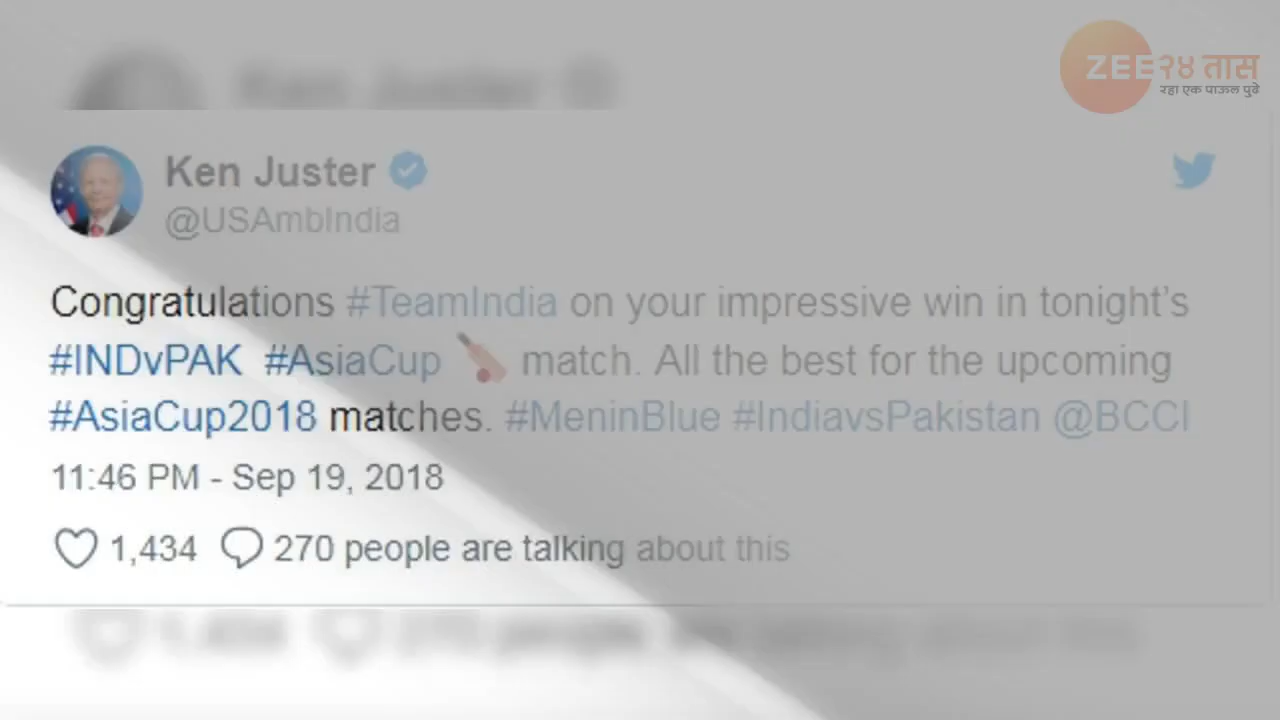 ZEE २४ तास
रहा एक पाऊल पुढे
Ken Juster
@USAmbIndia
Congratulations #TeamIndia on your impressive win in tonight's
#INDvPAK #AsiaCup match. All the best for the upcoming
#AsiaCup2018 matches. #MeninBlue #IndiavsPakistan @BCCI
11:46 PM - Sep 19, 2018
1,434 270 people are talking about this